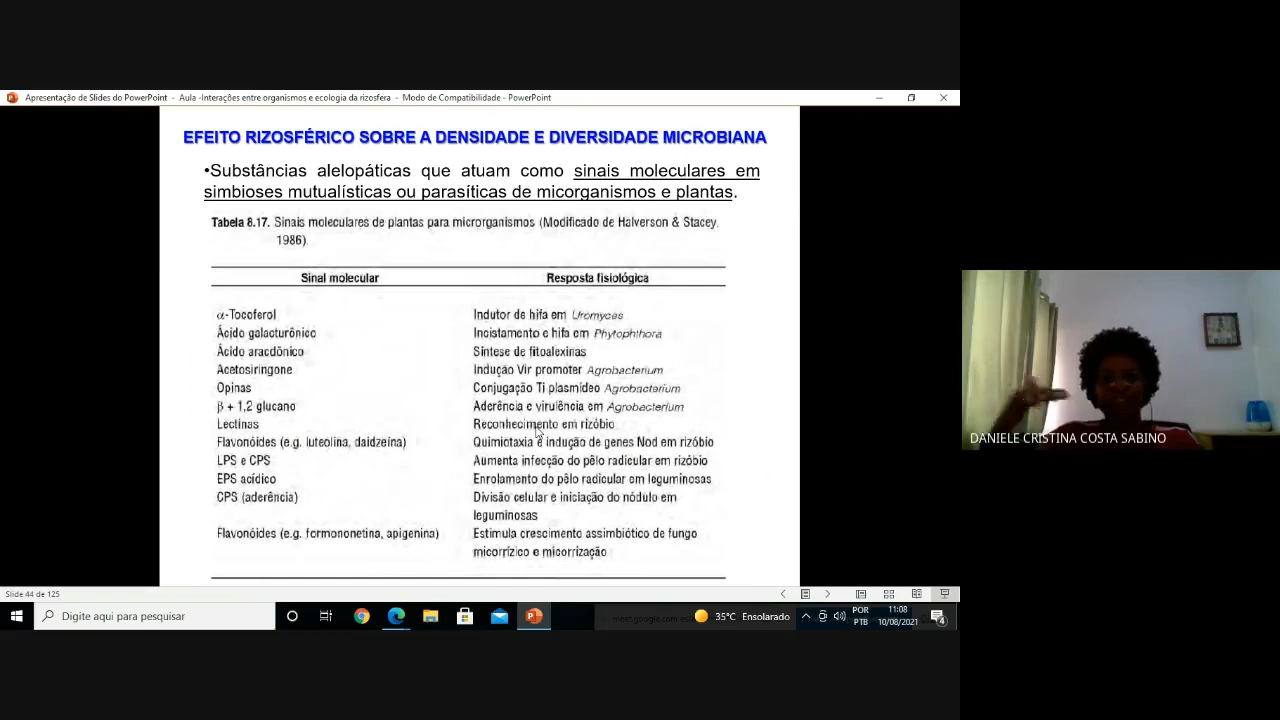 Apresentação de Slides do PowerPoint - Aula -Interações entre organismos e ecologia da rizosfera - Modo de Compatibilidade - PowerPoint
EFEITO RIZOSFÉRICO SOBRE A DENSIDADE E DIVERSIDADE MICROBIANA
•Substâncias alelopáticas que atuam como sinais moleculares em
simbioses mutualísticas ou parasíticas de micorganismos e plantas.
Tabela 8.17. Sinais moleculares de plantas para microrganismos (Modificado de Halverson & Stacey,
1986).
Sinal molecular Resposta fisiológica
α-Tocoferol Indutor de hifa em Uromyces
Ácido galacturônico Incistamento e hifa em Phytophthora
Ácido aracdônico Síntese de fitoalexinas
Acetosiringone Indução Vir promoter Agrobacterium
Opinas Conjugação Ti plasmídeo Agrobacterium
β + 1,2 glucano Aderência e virulência em Agrobacterium
Lectinas Reconhecimento em rizóbio
Flavonóides (e.g. luteolina, daidzeína) Quimiotaxia e indução de genes Nod em rizóbio
LPS e CPS Aumenta infecção do pêlo radicular em rizóbio
EPS acídico Enrolamento do pêlo radicular em leguminosas
CPS (aderência) Divisão celular e iniciação do nódulo em
leguminosas
Flavonóides (e.g. formononetina, apigenina) Estimula crescimento assimbiótico de fungo
micorrízico e micorrização
DANIELE CRISTINA COSTA SABINO
Slide 44 de 125
Digite aqui para pesquisar
35°C Ensolarado
POR
PTB
11:08
10/08/2021
4